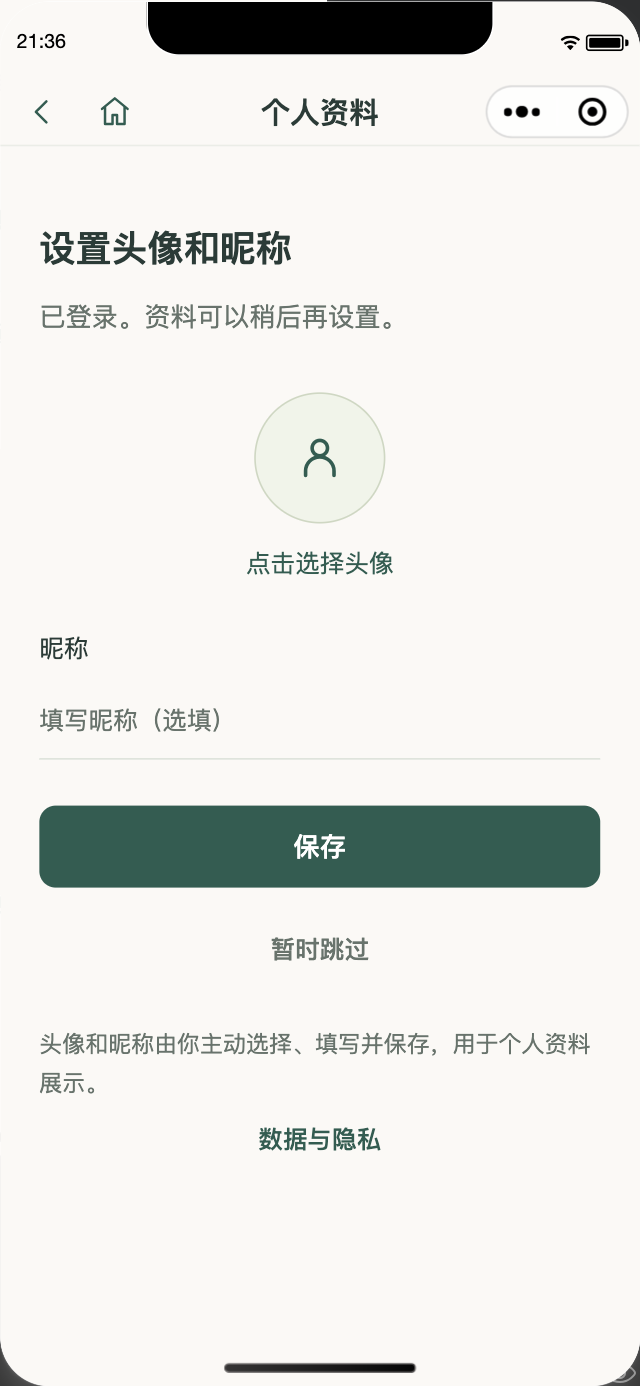 21:36
个人资料
设置头像和昵称
已登录。资料可以稍后再设置。
点击选择头像
昵称
填写昵称（选填）
保存
暂时跳过
头像和昵称由你主动选择、填写并保存，用于个人资料
展示。
数据与隐私